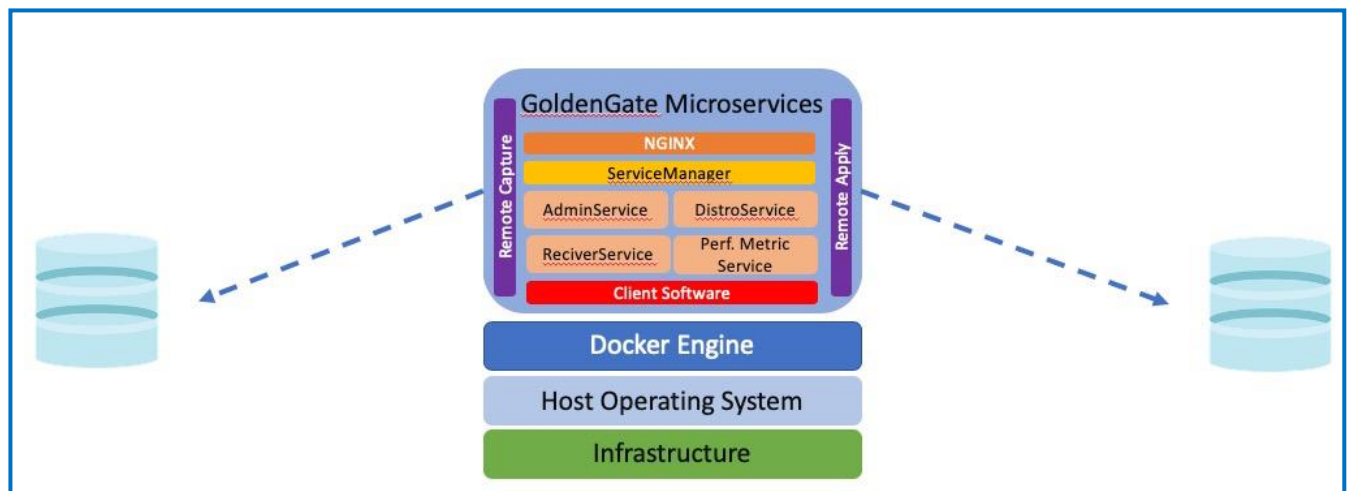 GoldenGate Microservices
Remote Capture
NGINX
ServiceManager
AdminService
DistroService
ReciverService
Perf. Metric
Service
Client Software
Remote Apply
Docker Engine
Host Operating System
Infrastructure